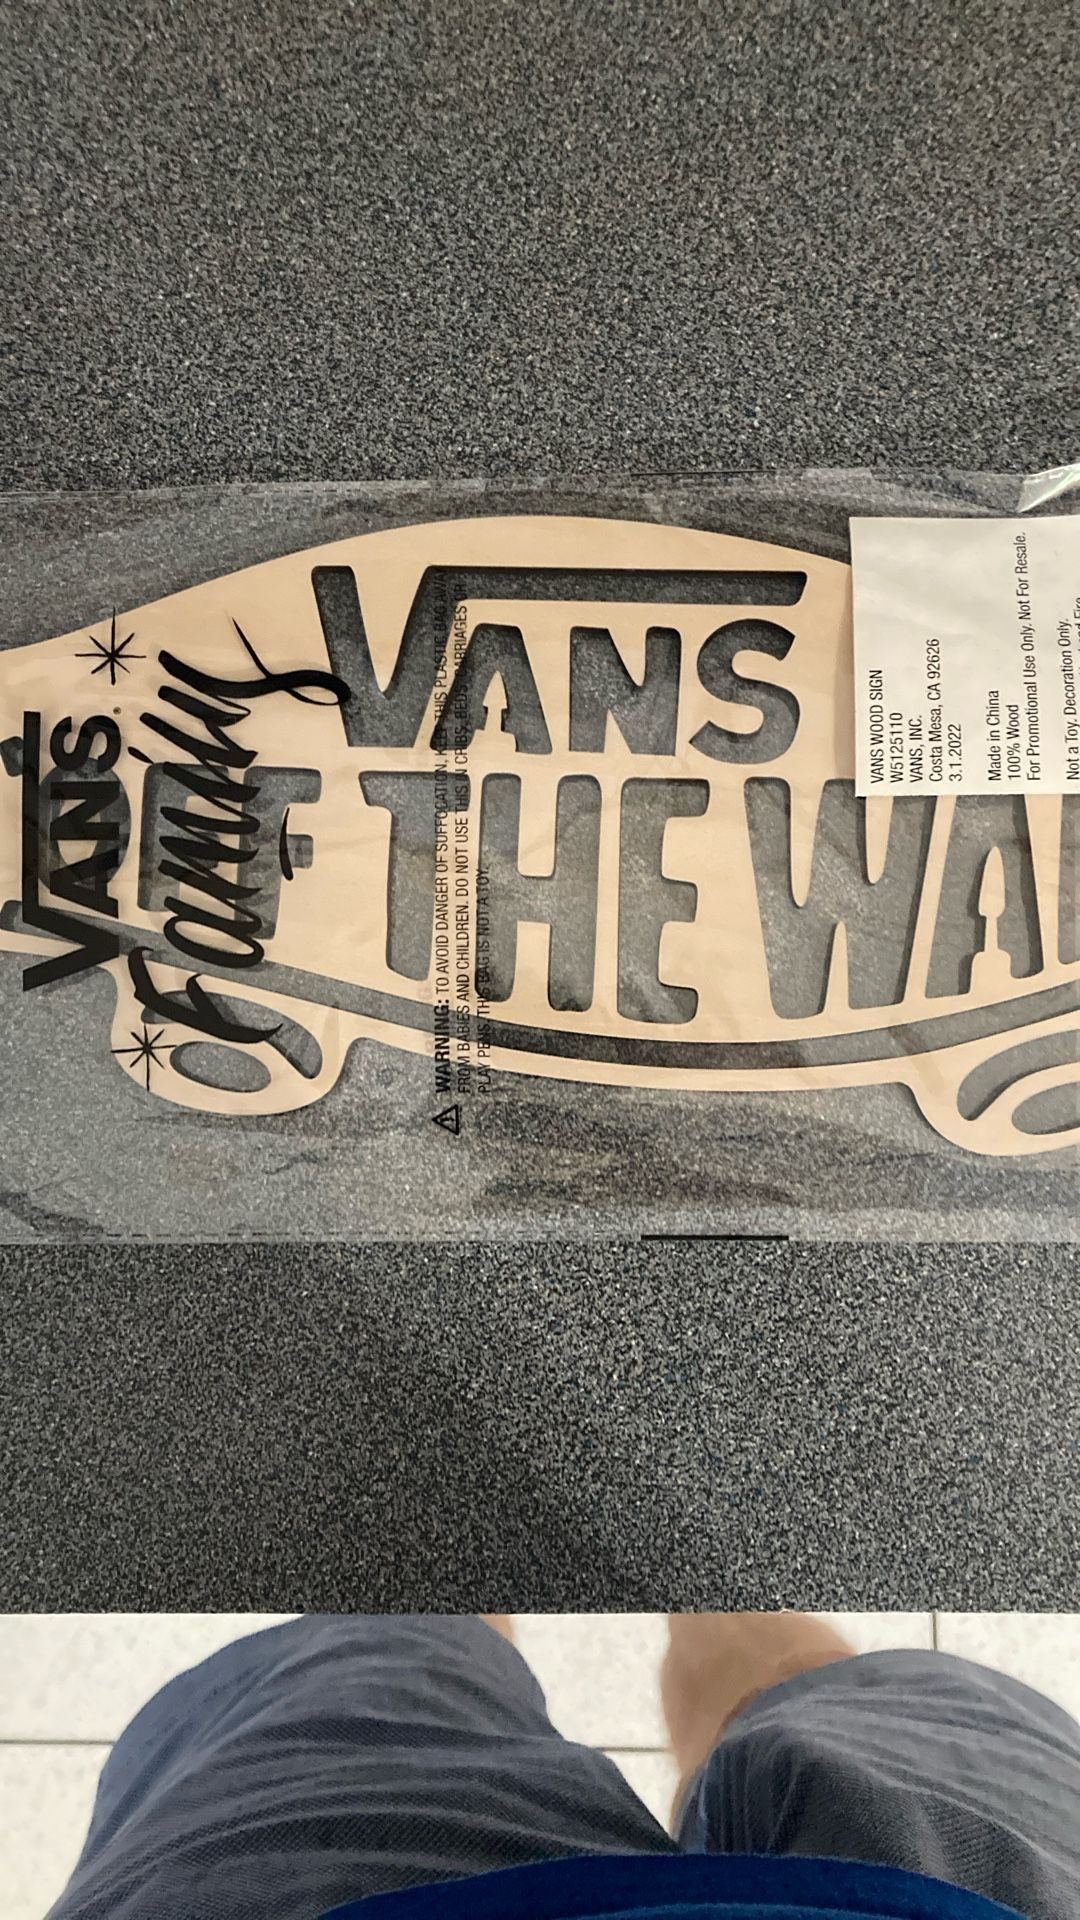 VANS
OFF THE WAL
VANS®
Family
⚠ WARNING: TO AVOID DANGER OF SUFFOCATION, KEEP THIS PLASTIC BAG AWAY
FROM BABIES AND CHILDREN. DO NOT USE THIS IN CRIBS, BEDS, CARRIAGES OR
PLAY PENS. THIS BAG IS NOT A TOY.
VANS WOOD SIGN
W5125110
VANS, INC.
Costa Mesa, CA 92626
3.1.2022
Made in China
100% Wood
For Promotional Use Only. Not For Resale.
Not a Toy. Decoration Only.